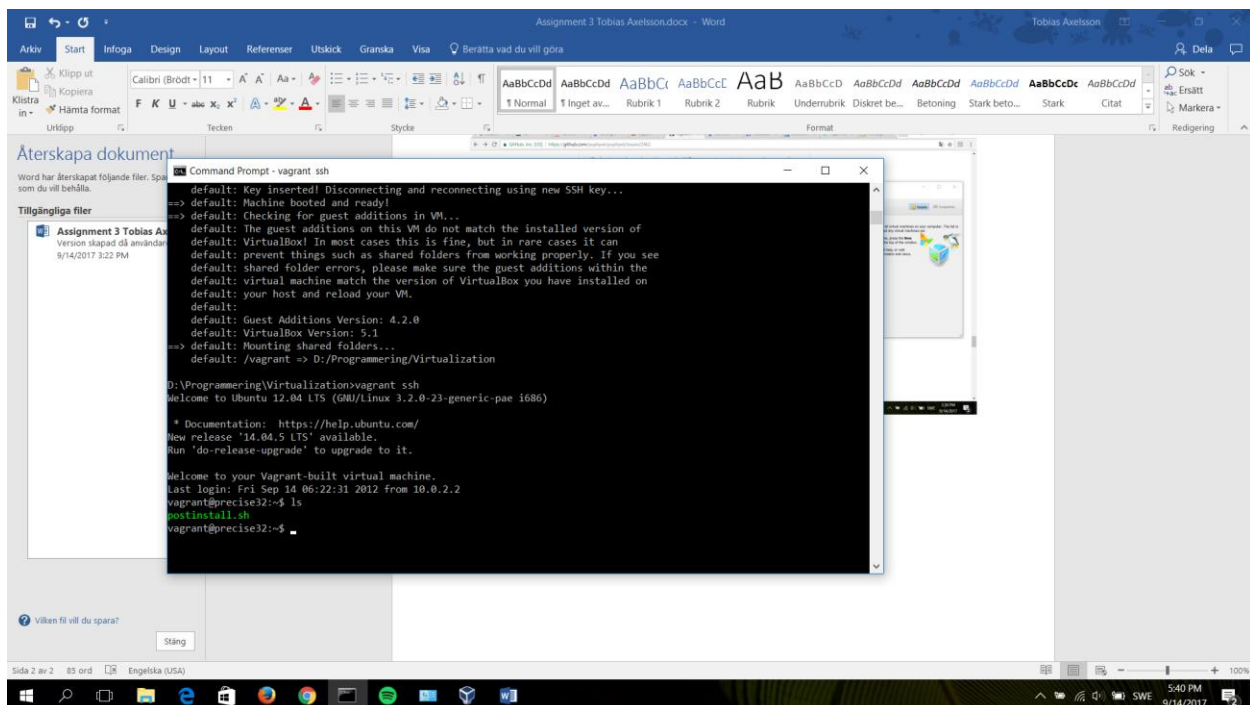 Assignment 3 Tobias Axelsson.docx - Word
Tobias Axelsson
Arkiv Start Infoga Design Layout Referenser Utskick Granska Visa Berätta vad du vill göra
Dela
Klistra in
Klipp ut
Kopiera
Hämta format
Urklipp
Calibri (Brödt 11
F K U abc x₂ x²
Tecken
Stycke
AaBbCcDd AaBbCcDd AaBbCc AaBbCcE AaB AaBbCcD AaBbCcDd AaBbCcDd AaBbCcDd AaBbCcDc AaBbCcDd
¶ Normal ¶ Inget av... Rubrik 1 Rubrik 2 Rubrik Underrubrik Diskret be... Betoning Stark beto... Stark Citat
Format
Sök
Ersätt
Markera
Redigering
Återskapa dokument
Word har återskapat följande filer. Spa
som du vill behålla.
Tillgängliga filer
Assignment 3 Tobias Ax
Version skapad då användar
9/14/2017 3:22 PM
Vilken fil vill du spara?
Stäng
Command Prompt - vagrant ssh
default: Key inserted! Disconnecting and reconnecting using new SSH key...
==> default: Machine booted and ready!
==> default: Checking for guest additions in VM...
default: The guest additions on this VM do not match the installed version of
default: VirtualBox! In most cases this is fine, but in rare cases it can
default: prevent things such as shared folders from working properly. If you see
default: shared folder errors, please make sure the guest additions within the
default: virtual machine match the version of VirtualBox you have installed on
default: your host and reload your VM.
default:
default: Guest Additions Version: 4.2.0
default: VirtualBox Version: 5.1
==> default: Mounting shared folders...
default: /vagrant => D:/Programmering/Virtualization
D:\Programmering\Virtualization>vagrant ssh
Welcome to Ubuntu 12.04 LTS (GNU/Linux 3.2.0-23-generic-pae i686)
* Documentation: https://help.ubuntu.com/
New release '14.04.5 LTS' available.
Run 'do-release-upgrade' to upgrade to it.
Welcome to your Vagrant-built virtual machine.
Last login: Fri Sep 14 06:22:31 2012 from 10.0.2.2
vagrant@precise32:~$ ls
postinstall.sh
vagrant@precise32:~$
Sida 2 av 2 85 ord Engelska (USA)
100%
SWE
5:40 PM
9/14/2017